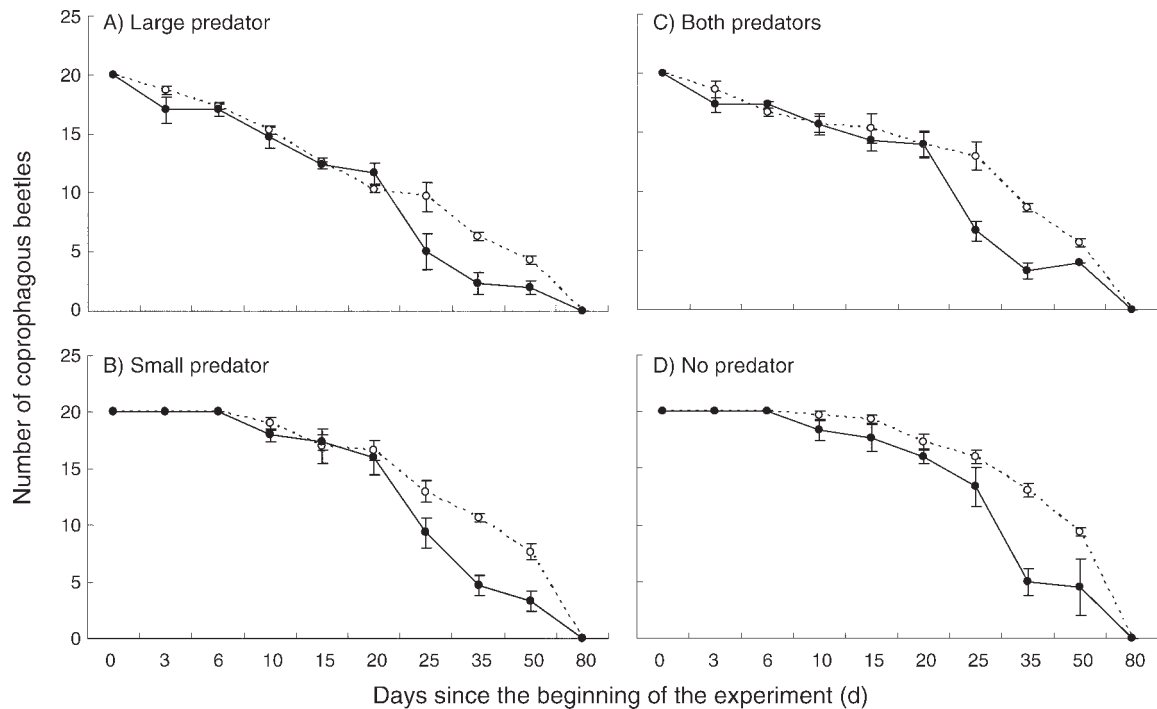 A) Large predator
C) Both predators
25
20
15
10
5
0
B) Small predator
D) No predator
25
20
15
10
5
0
Number of coprophagous beetles
0 3 6 10 15 20 25 35 50 80
0 3 6 10 15 20 25 35 50 80
Days since the beginning of the experiment (d)